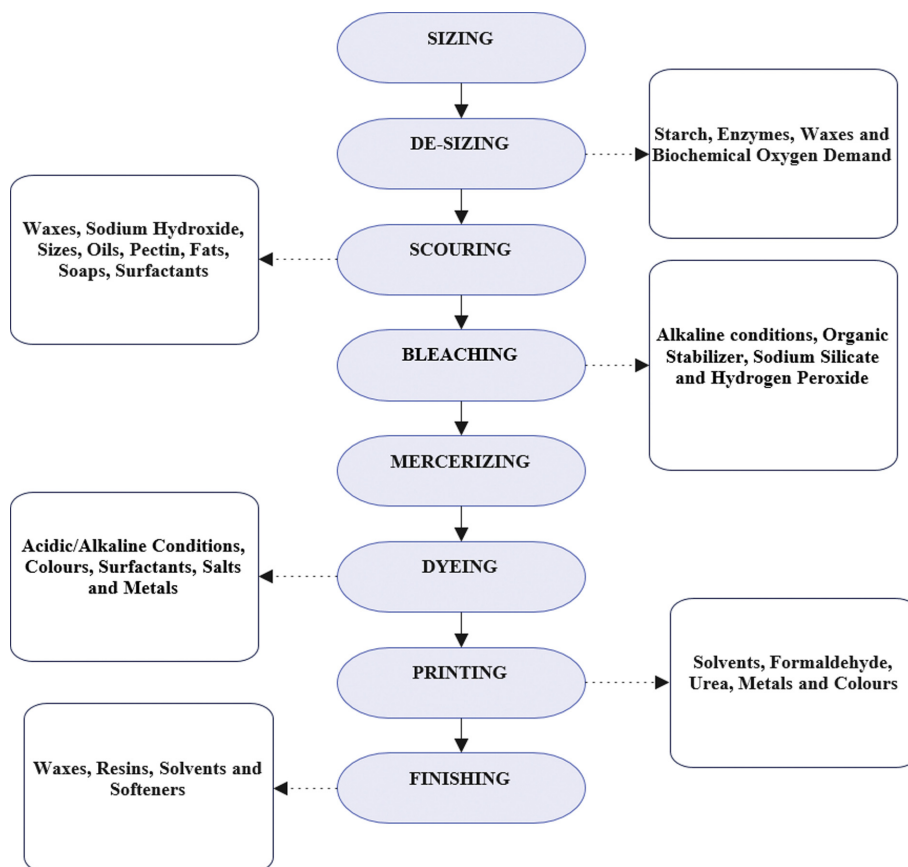 SIZING
DE-SIZING
Starch, Enzymes, Waxes and
Biochemical Oxygen Demand
Waxes, Sodium Hydroxide,
Sizes, Oils, Pectin, Fats,
Soaps, Surfactants
SCOURING
BLEACHING
Alkaline conditions, Organic
Stabilizer, Sodium Silicate
and Hydrogen Peroxide
MERCERIZING
Acidic/Alkaline Conditions,
Colours, Surfactants, Salts
and Metals
DYEING
PRINTING
Solvents, Formaldehyde,
Urea, Metals and Colours
Waxes, Resins, Solvents and
Softeners
FINISHING